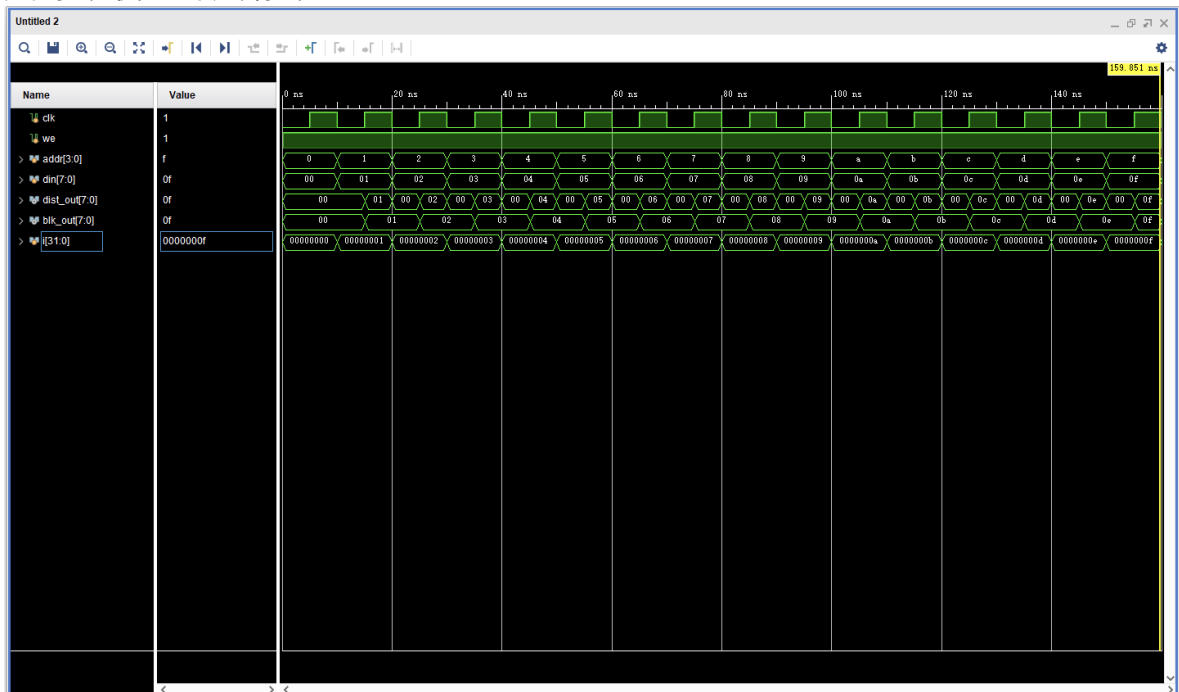 Untitled 2
159.851 ns
Name Value
0 ns 20 ns 40 ns 60 ns 80 ns 100 ns 120 ns 140 ns
clk 1
we 1
addr[3:0] f 0 1 2 3 4 5 6 7 8 9 a b c d e f
din[7:0] 0f 00 01 02 03 04 05 06 07 08 09 0a 0b 0c 0d 0e 0f
dist_out[7:0] 0f 00 01 00 02 00 03 00 04 00 05 00 06 00 07 00 08 00 09 00 0a 00 0b 00 0c 00 0d 00 0e 00 0f
blk_out[7:0] 0f 00 01 02 03 04 05 06 07 08 09 0a 0b 0c 0d 0e 0f
i[31:0] 0000000f 00000000 00000001 00000002 00000003 00000004 00000005 00000006 00000007 00000008 00000009 0000000a 0000000b 0000000c 0000000d 0000000e 0000000f